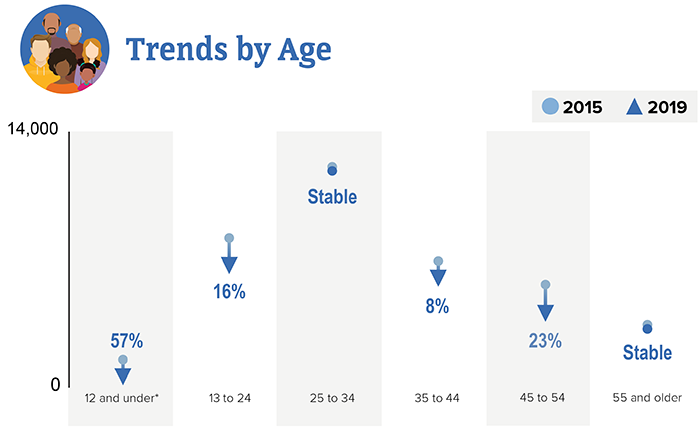 Trends by Age
2015 2019
14,000
Stable
16%
8%
57%
23%
Stable
0
12 and under* 13 to 24 25 to 34 35 to 44 45 to 54 55 and older